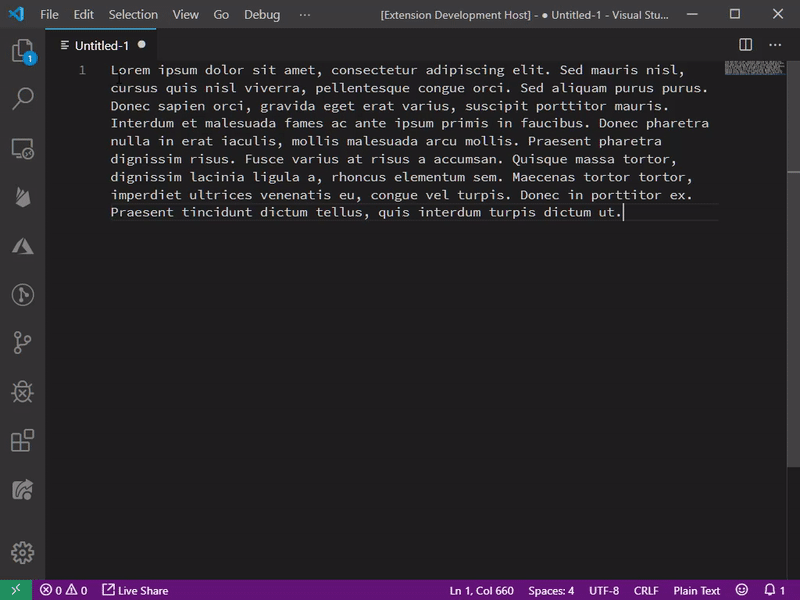 File Edit Selection View Go Debug ··· [Extension Development Host] - ● Untitled-1 - Visual Stu...
1
Untitled-1 ●
1 Lorem ipsum dolor sit amet, consectetur adipiscing elit. Sed mauris nisl,
cursus quis nisl viverra, pellentesque congue orci. Sed aliquam purus purus.
Donec sapien orci, gravida eget erat varius, suscipit porttitor mauris.
Interdum et malesuada fames ac ante ipsum primis in faucibus. Donec pharetra
nulla in erat iaculis, mollis malesuada arcu mollis. Praesent pharetra
dignissim risus. Fusce varius at risus a accumsan. Quisque massa tortor,
dignissim lacinia ligula a, rhoncus elementum sem. Maecenas tortor tortor,
imperdiet ultrices venenatis eu, congue vel turpis. Donec in porttitor ex.
Praesent tincidunt dictum tellus, quis interdum turpis dictum ut.
0 0 Live Share Ln 1, Col 660 Spaces: 4 UTF-8 CRLF Plain Text 1